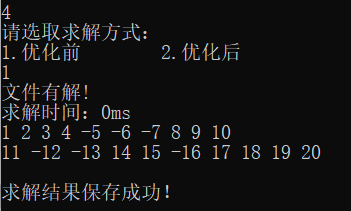 4
请选取求解方式：
1.优化前 2.优化后
1
文件有解!
求解时间：0ms
1 2 3 4 -5 -6 -7 8 9 10
11 -12 -13 14 15 -16 17 18 19 20
求解结果保存成功！